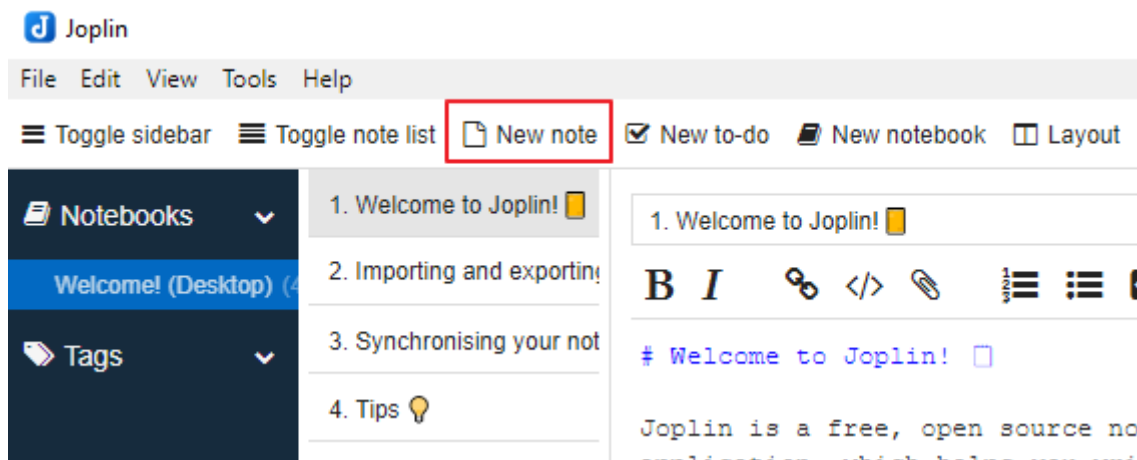 Joplin
File Edit View Tools Help
Toggle sidebar Toggle note list New note New to-do New notebook Layout
Notebooks
Welcome! (Desktop)
Tags
1. Welcome to Joplin!
2. Importing and exporting
3. Synchronising your not
4. Tips
1. Welcome to Joplin!
B I </>
# Welcome to Joplin!
Joplin is a free, open source no